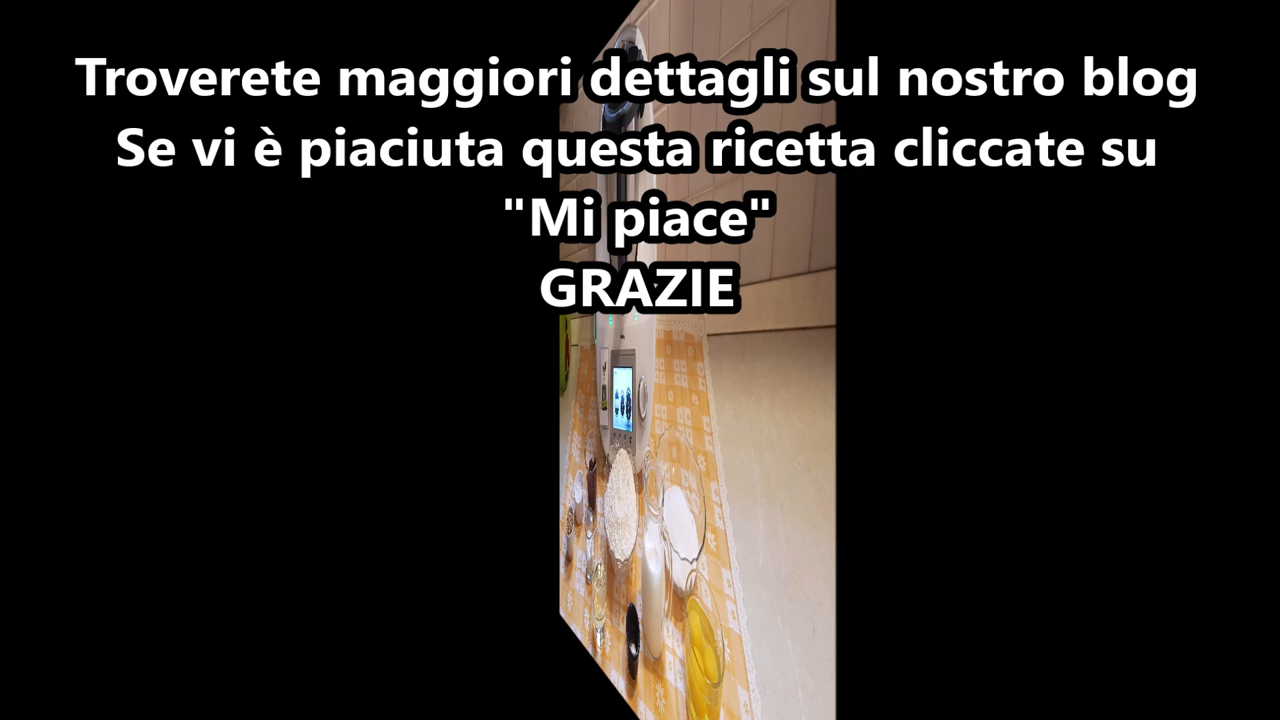 Troverete maggiori dettagli sul nostro blog
Se vi è piaciuta questa ricetta cliccate su
"Mi piace"
GRAZIE